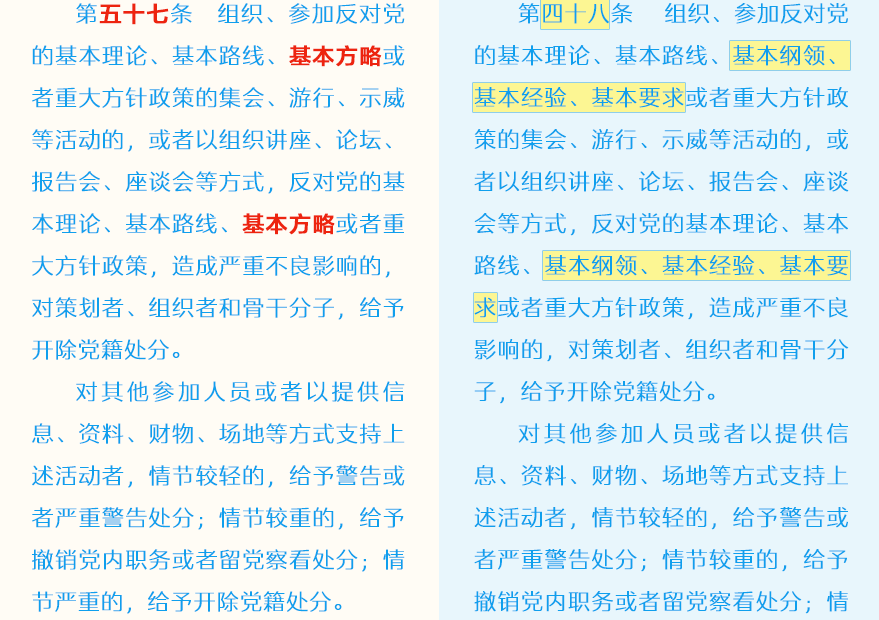 第五十七条　组织、参加反对党
的基本理论、基本路线、基本方略或
者重大方针政策的集会、游行、示威
等活动的，或者以组织讲座、论坛、
报告会、座谈会等方式，反对党的基
本理论、基本路线、基本方略或者重
大方针政策，造成严重不良影响的，
对策划者、组织者和骨干分子，给予
开除党籍处分。
对其他参加人员或者以提供信
息、资料、财物、场地等方式支持上
述活动者，情节较轻的，给予警告或
者严重警告处分；情节较重的，给予
撤销党内职务或者留党察看处分；情
节严重的，给予开除党籍处分。
第四十八条　组织、参加反对党
的基本理论、基本路线、基本纲领、
基本经验、基本要求或者重大方针政
策的集会、游行、示威等活动的，或
者以组织讲座、论坛、报告会、座谈
会等方式，反对党的基本理论、基本
路线、基本纲领、基本经验、基本要
求或者重大方针政策，造成严重不良
影响的，对策划者、组织者和骨干分
子，给予开除党籍处分。
对其他参加人员或者以提供信
息、资料、财物、场地等方式支持上
述活动者，情节较轻的，给予警告或
者严重警告处分；情节较重的，给予
撤销党内职务或者留党察看处分；情